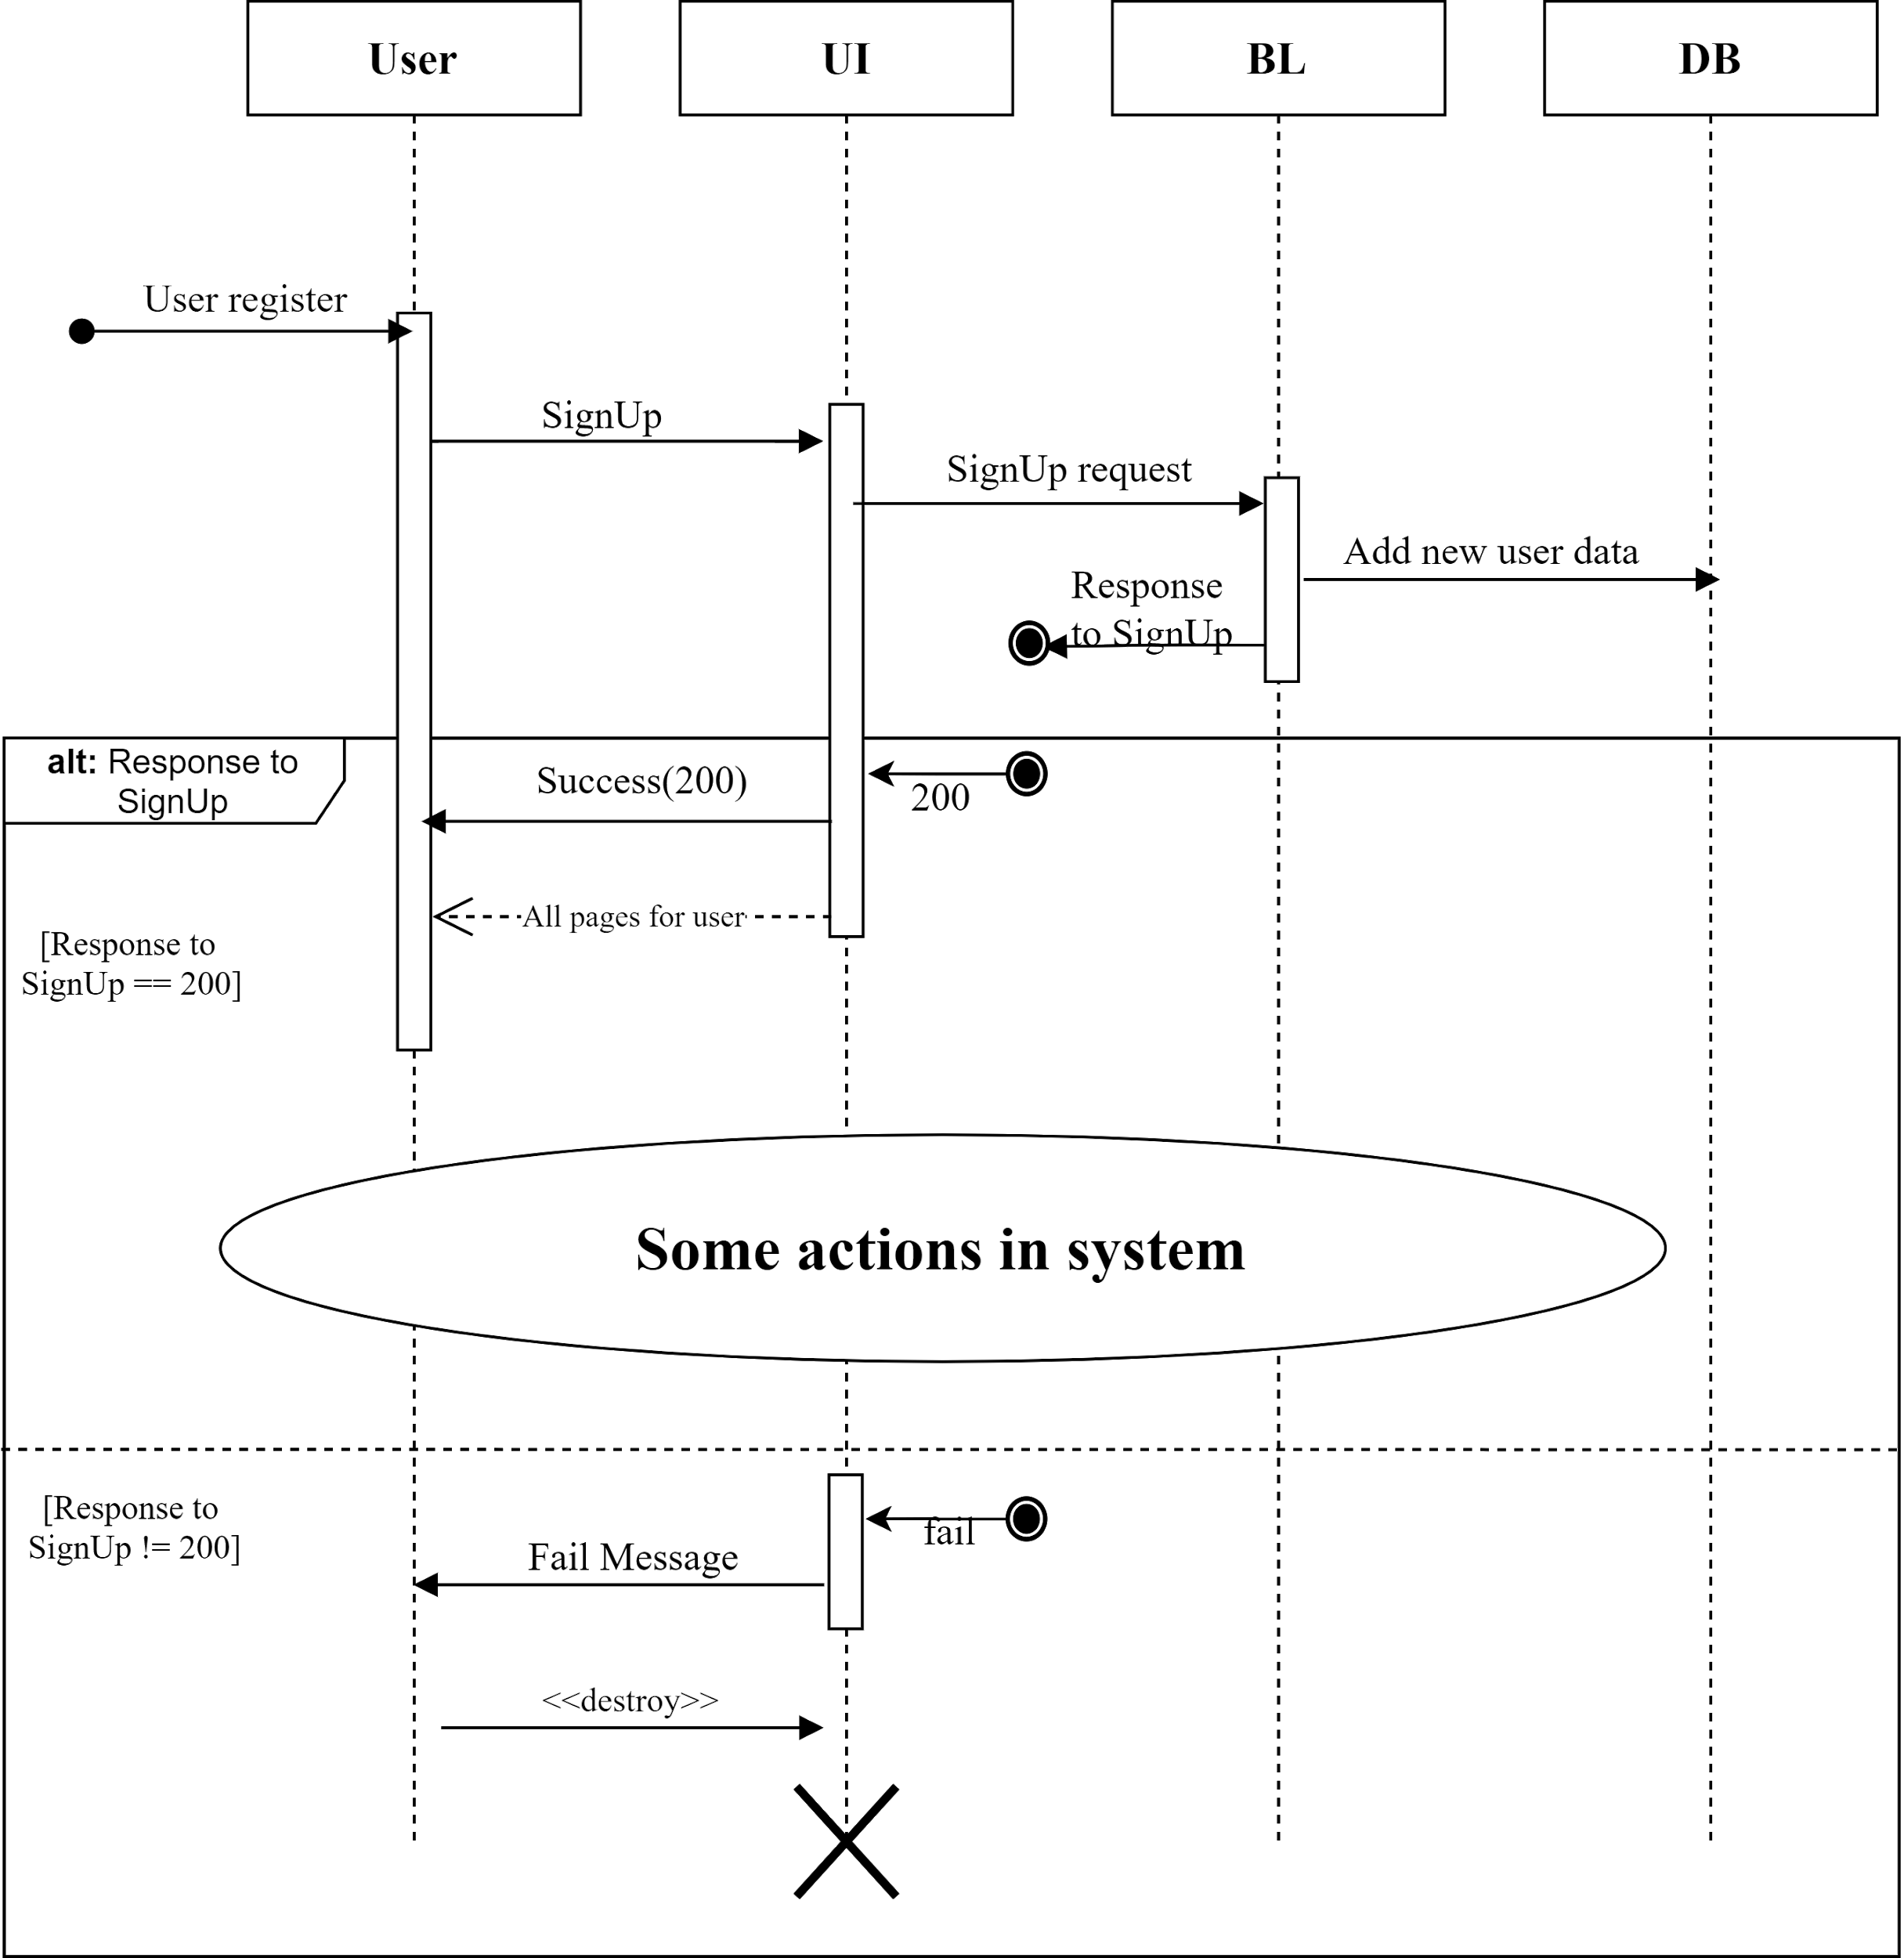 User
UI
BL
DB
User register
SignUp
SignUp request
Add new user data
Response
to SignUp
alt: Response to
SignUp
Success(200)
200
All pages for user
[Response to
SignUp == 200]
Some actions in system
[Response to
SignUp != 200]
fail
Fail Message
<<destroy>>